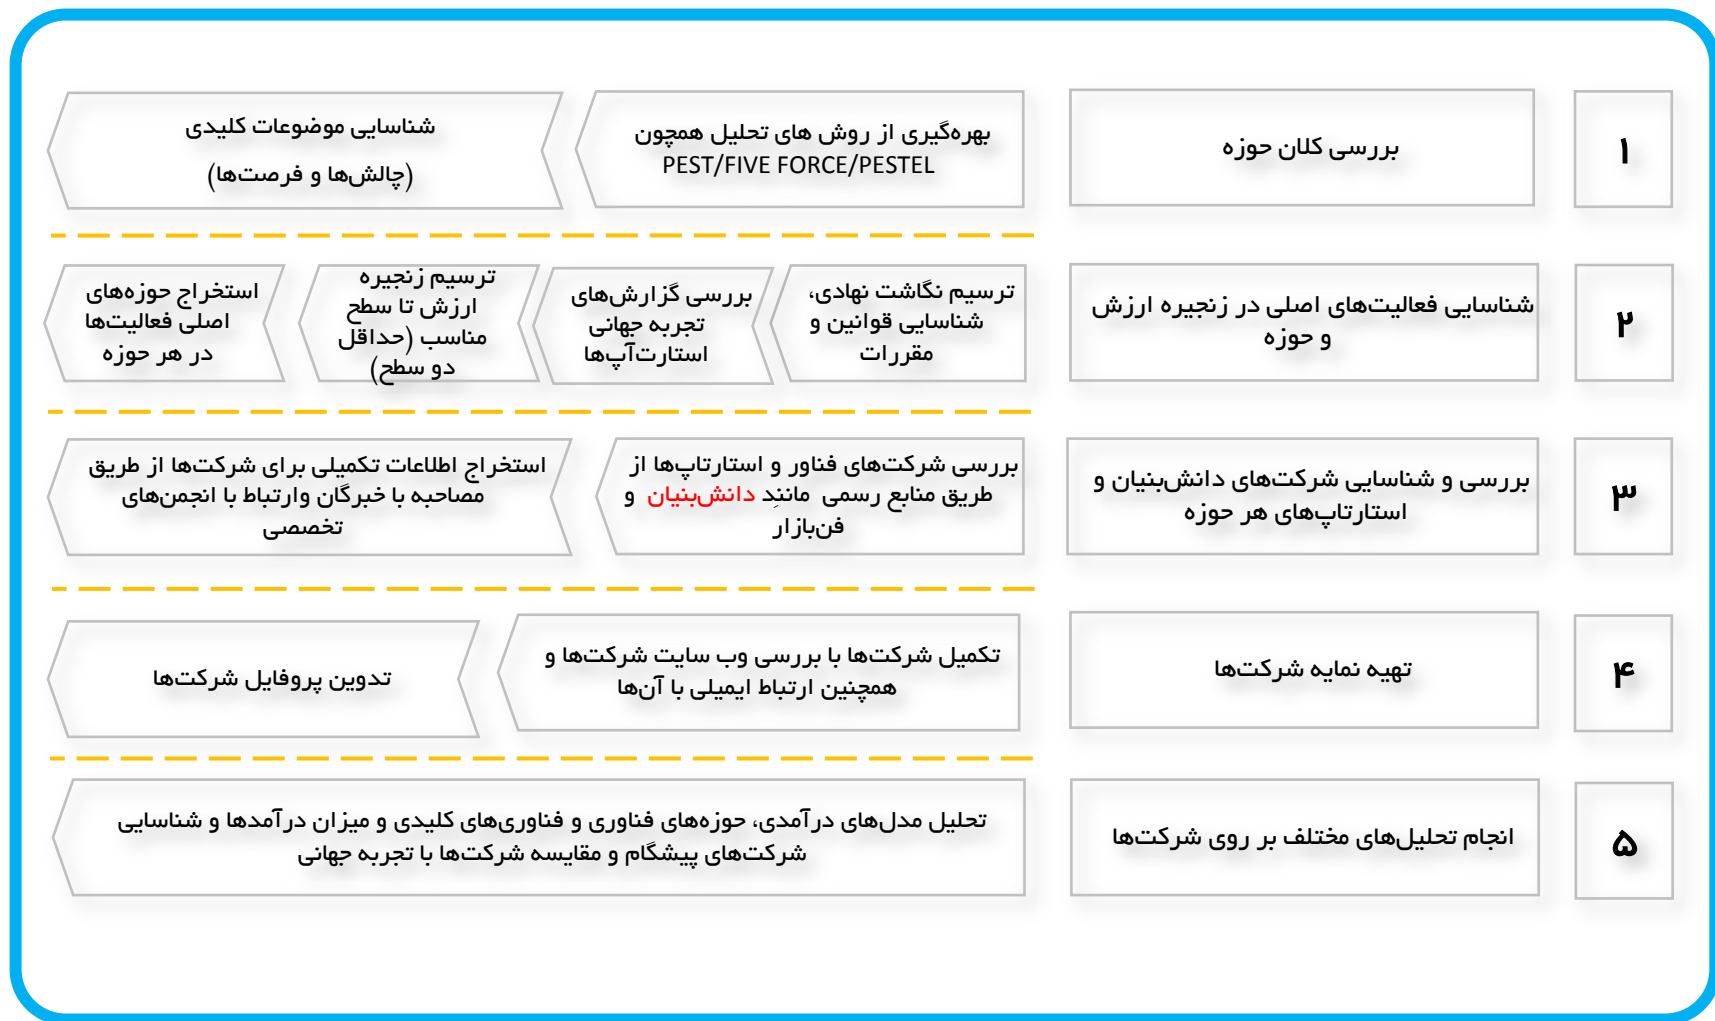 ۱
بررسی کلان حوزه
بهره‌گیری از روش های تحلیل همچون
PEST/FIVE FORCE/PESTEL
شناسایی موضوعات کلیدی
(چالش‌ها و فرصت‌ها)
۲
شناسایی فعالیت‌های اصلی در زنجیره ارزش
و حوزه
ترسیم نگاشت نهادی،
شناسایی قوانین و
مقررات
بررسی گزارش‌های
تجربه جهانی
استارت‌آپ‌ها
ترسیم زنجیره
ارزش تا سطح
مناسب (حداقل
دو سطح)
استخراج حوزه‌های
اصلی فعالیت‌ها
در هر حوزه
۳
بررسی و شناسایی شرکت‌های دانش‌بنیان و
استارتاپ‌های هر حوزه
بررسی شرکت‌های فناور و استارتاپ‌ها از
طریق منابع رسمی مانندِ دانش‌بنیان و
فن‌بازار
استخراج اطلاعات تکمیلی برای شرکت‌ها از طریق
مصاحبه با خبرگان وارتباط با انجمن‌های
تخصصی
۴
تهیه نمایه شرکت‌ها
تکمیل شرکت‌ها با بررسی وب سایت شرکت‌ها و
همچنین ارتباط ایمیلی با آن‌ها
تدوین پروفایل شرکت‌ها
۵
انجام تحلیل‌های مختلف بر روی شرکت‌ها
تحلیل مدل‌های درآمدی، حوزه‌های فناوری و فناوری‌های کلیدی و میزان درآمدها و شناسایی
شرکت‌های پیشگام و مقایسه شرکت‌ها با تجربه جهانی